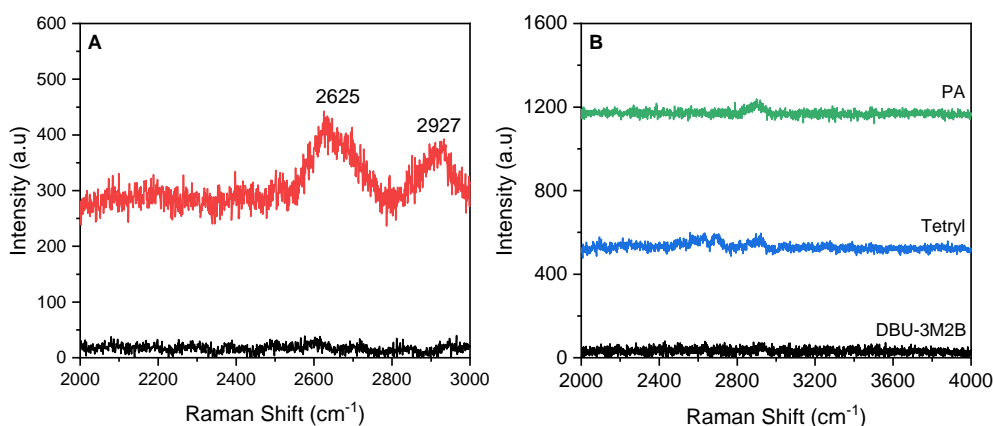 A
600
500
400
300
200
100
0
2625
2927
Intensity (a.u)
2000 2200 2400 2600 2800 3000
Raman Shift (cm-1)
B
1600
1200
800
400
0
PA
Tetryl
DBU-3M2B
Intensity (a.u)
2000 2400 2800 3200 3600 4000
Raman Shift (cm-1)